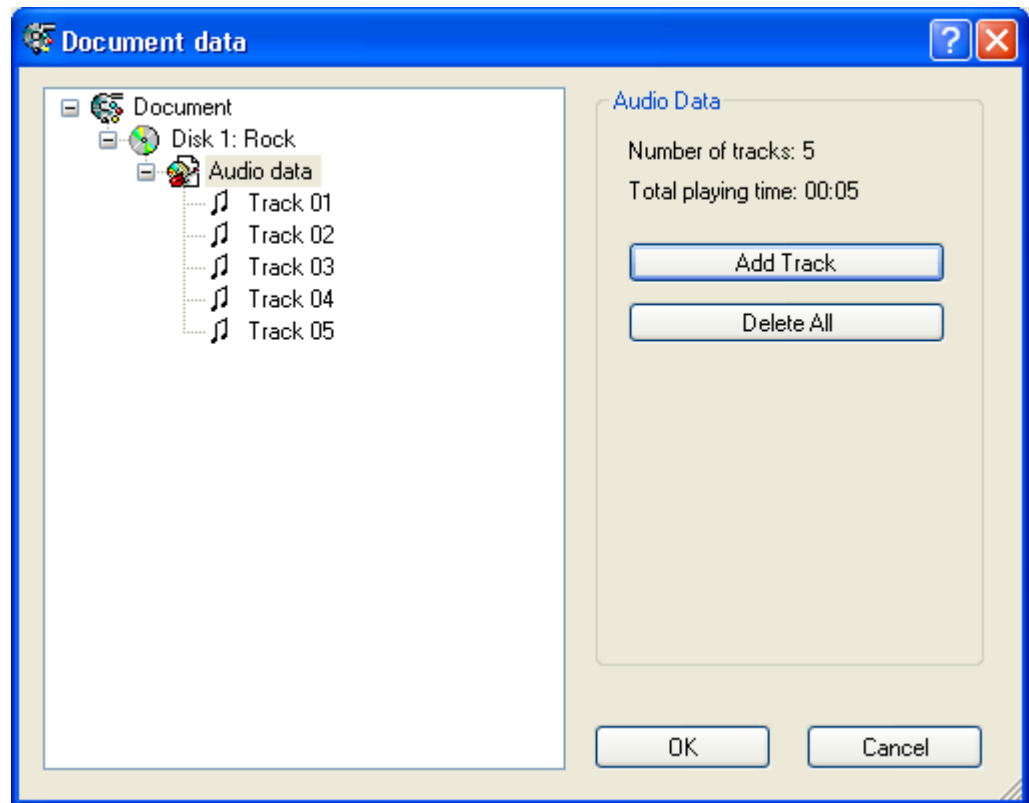 Document data
Document
Disk 1: Rock
Audio data
Track 01
Track 02
Track 03
Track 04
Track 05
Audio Data
Number of tracks: 5
Total playing time: 00:05
Add Track
Delete All
OK
Cancel